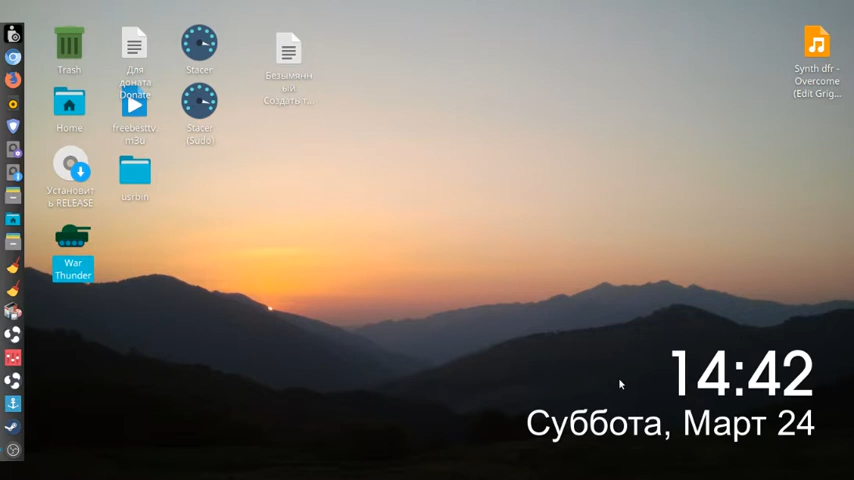 Trash
Для
доната
Donate
Stacer
Безымянн
ый
Создать т...
Home
freebesttv
m3u
Stacer
(Sudo)
Установит
ь RELEASE
usrbin
War
Thunder
Synth dfr -
Overcome
(Edit Grig...
14:42
Суббота, Март 24